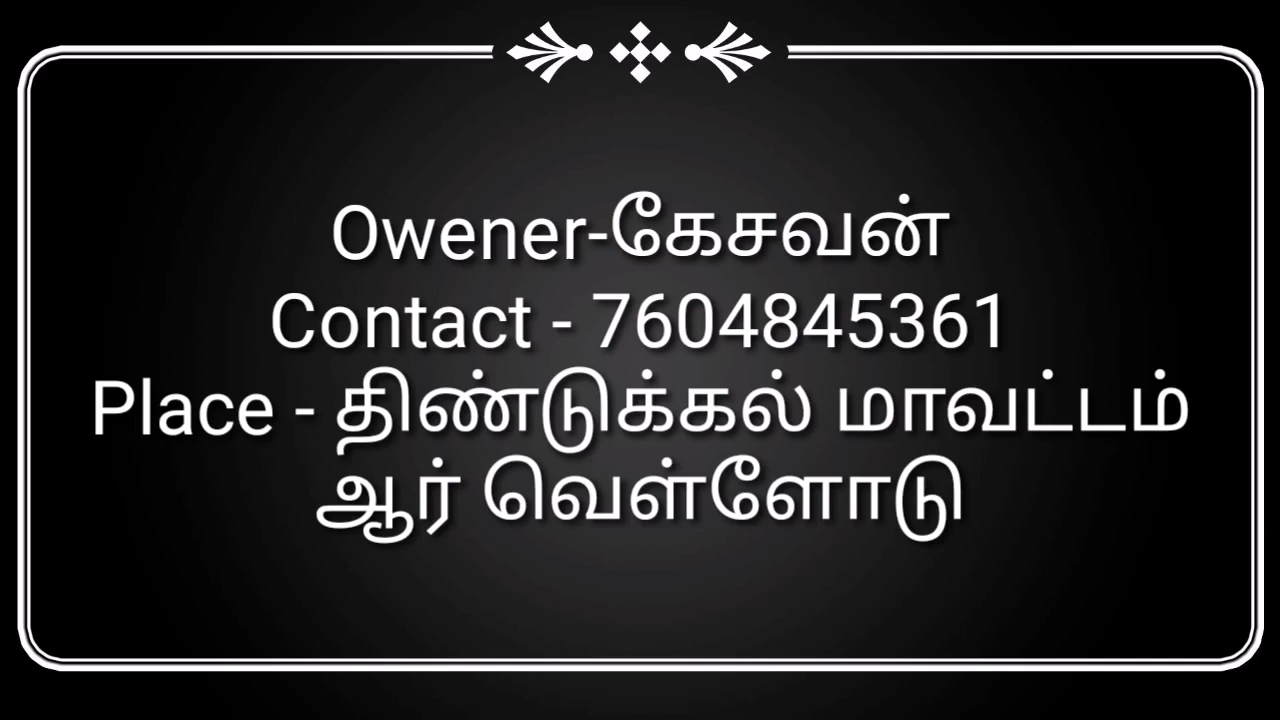 Owener-கேசவன்
Contact - 7604845361
Place - திண்டுக்கல் மாவட்டம்
ஆர் வெள்ளோடு